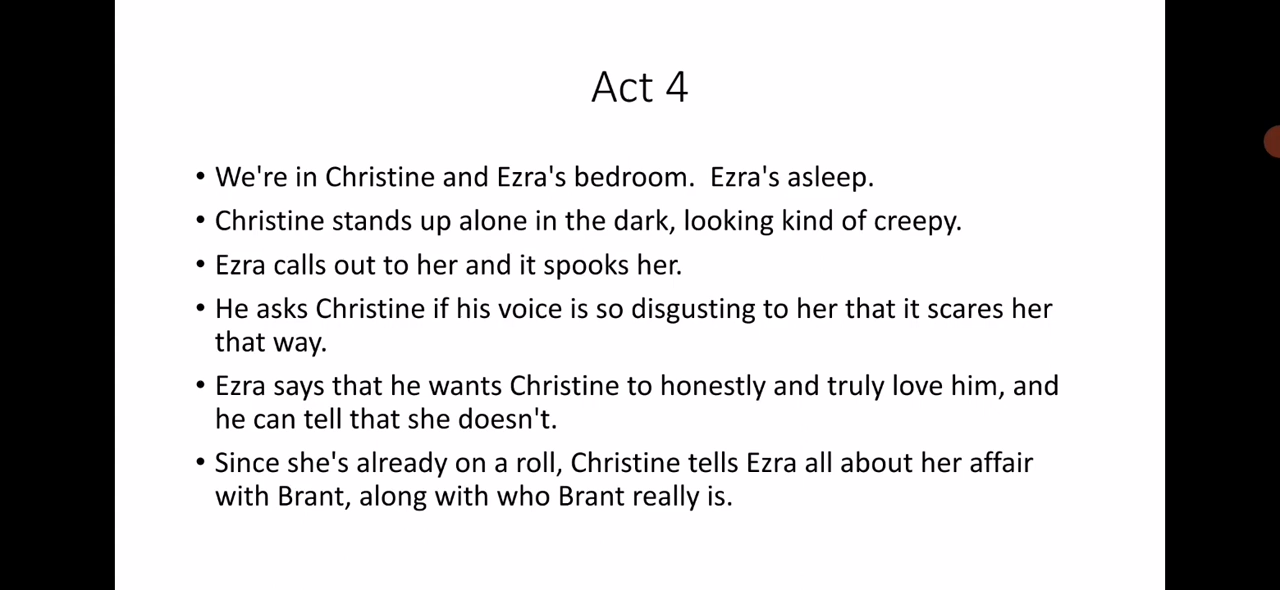 Act 4
• We're in Christine and Ezra's bedroom.  Ezra's asleep.
• Christine stands up alone in the dark, looking kind of creepy.
• Ezra calls out to her and it spooks her.
• He asks Christine if his voice is so disgusting to her that it scares her
that way.
• Ezra says that he wants Christine to honestly and truly love him, and
he can tell that she doesn't.
• Since she's already on a roll, Christine tells Ezra all about her affair
with Brant, along with who Brant really is.